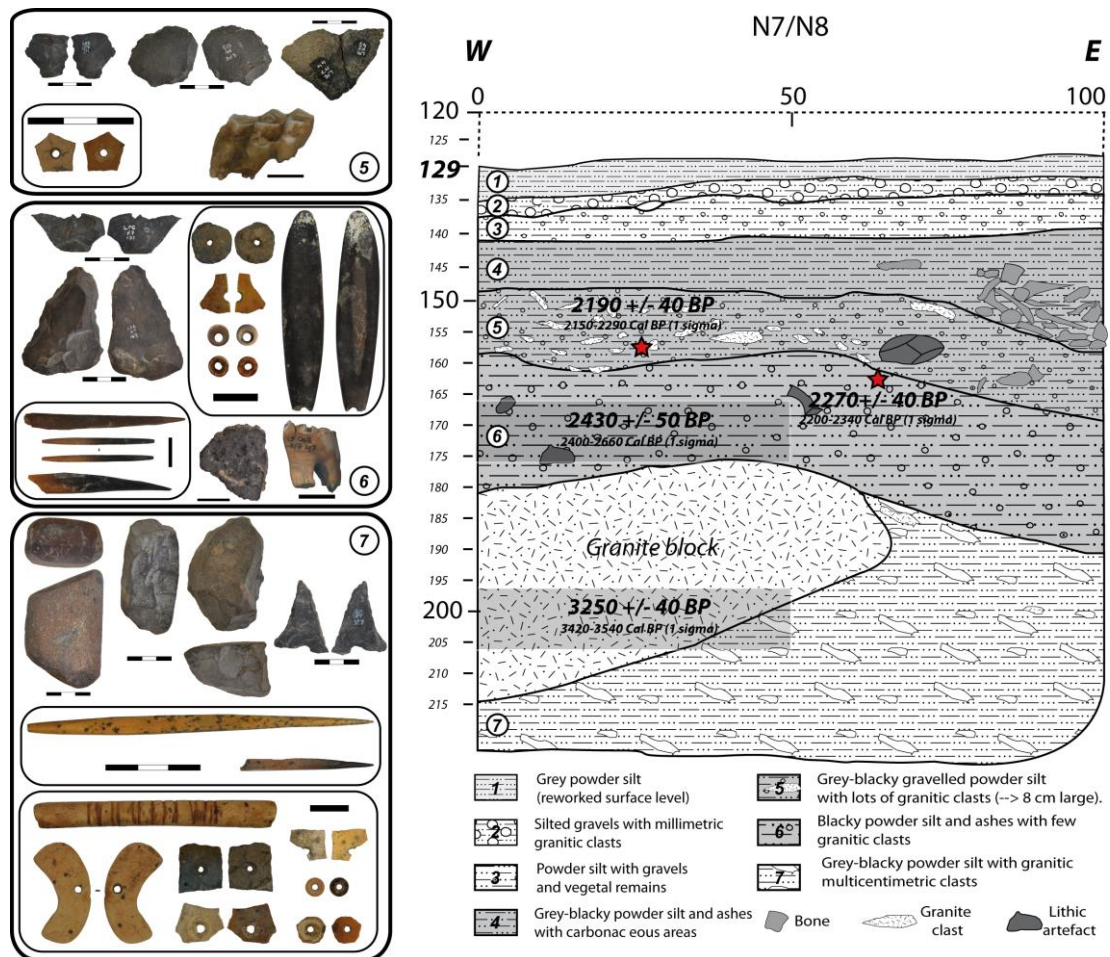 5
6
7
N7/N8
W
E
0
50
100
120
125
129
135
140
145
150
155
160
165
170
175
180
185
190
195
200
205
210
215
1
2
3
4
5
6
7
2190 +/- 40 BP
2150-2290 Cal BP (1 sigma)
2270+/- 40 BP
2200-2340 Cal BP (1 sigma)
2430 +/- 50 BP
2400-2660 Cal BP (1 sigma)
Granite block
3250 +/- 40 BP
3420-3540 Cal BP (1 sigma)
1
Grey powder silt
(reworked surface level)
2
Silted gravels with millimetric
granitic clasts
3
Powder silt with gravels
and vegetal remains
4
Grey-blacky powder silt and ashes
with carbonac eous areas
5
Grey-blacky gravelled powder silt
with lots of granitic clasts (--> 8 cm large).
6
Blacky powder silt and ashes with few
granitic clasts
7
Grey-blacky powder silt with granitic
multicentimetric clasts
Bone
Granite
clast
Lithic
artefact